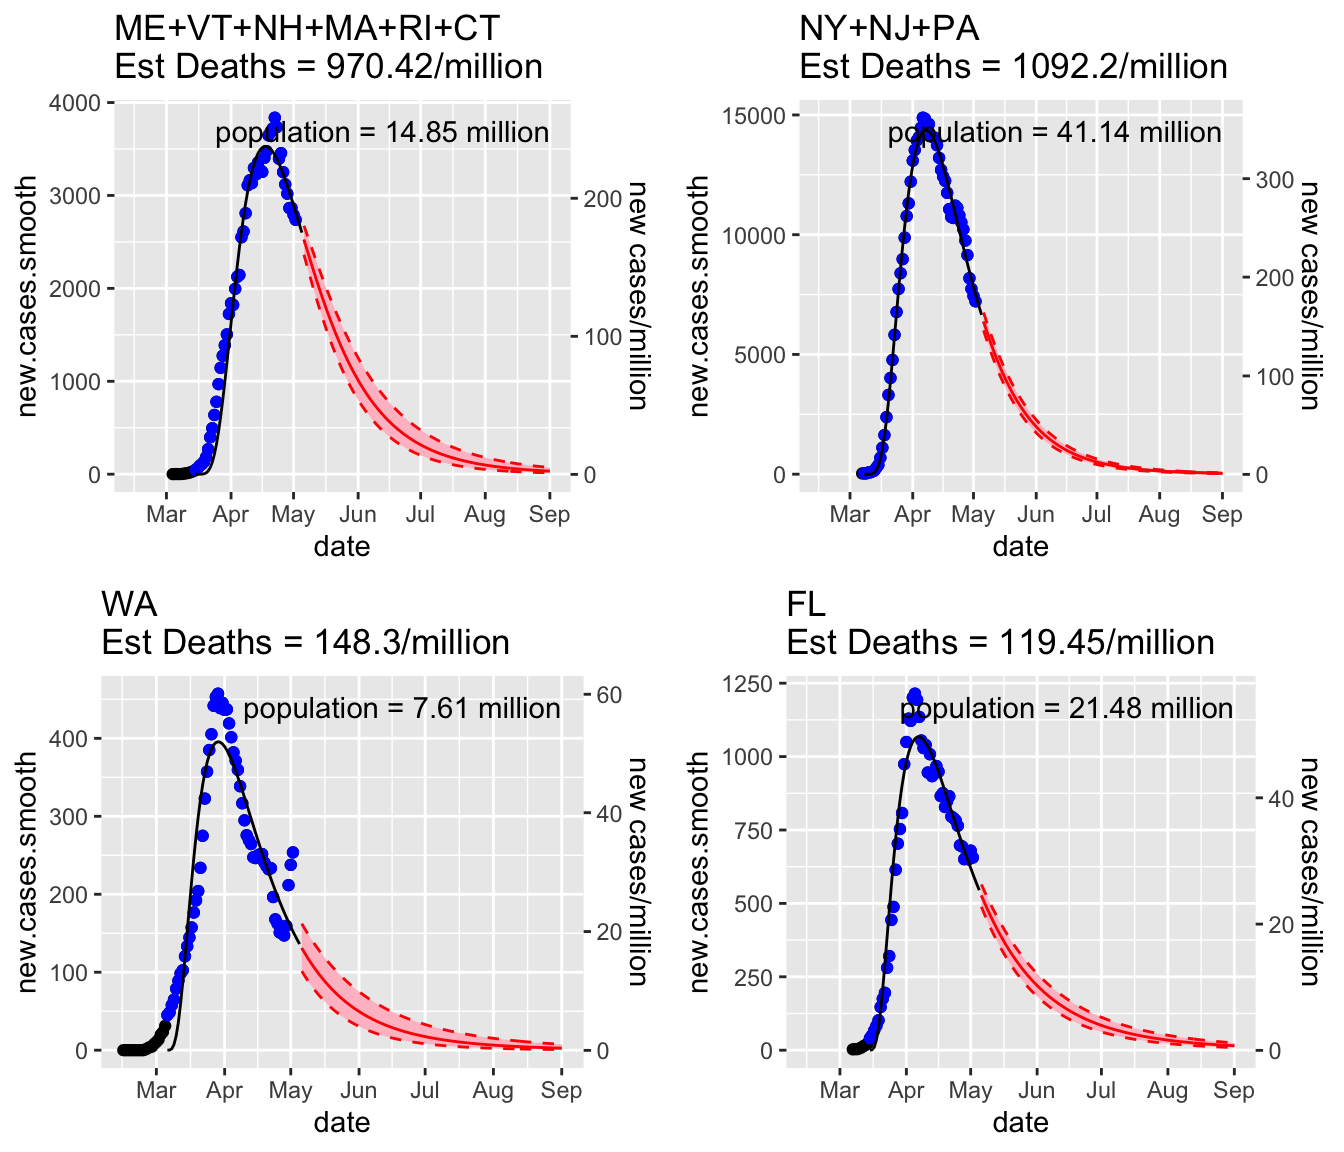 ME+VT+NH+MA+RI+CT
Est Deaths = 970.42/million
population = 14.85 million
4000
3000
2000
1000
0
new.cases.smooth
200
100
0
new cases/million
Mar Apr May Jun Jul Aug Sep
date
NY+NJ+PA
Est Deaths = 1092.2/million
population = 41.14 million
15000
10000
5000
0
new.cases.smooth
300
200
100
0
new cases/million
Mar Apr May Jun Jul Aug Sep
date
WA
Est Deaths = 148.3/million
population = 7.61 million
400
300
200
100
0
new.cases.smooth
60
40
20
0
new cases/million
Mar Apr May Jun Jul Aug Sep
date
FL
Est Deaths = 119.45/million
population = 21.48 million
1250
1000
750
500
250
0
new.cases.smooth
40
20
0
new cases/million
Mar Apr May Jun Jul Aug Sep
date